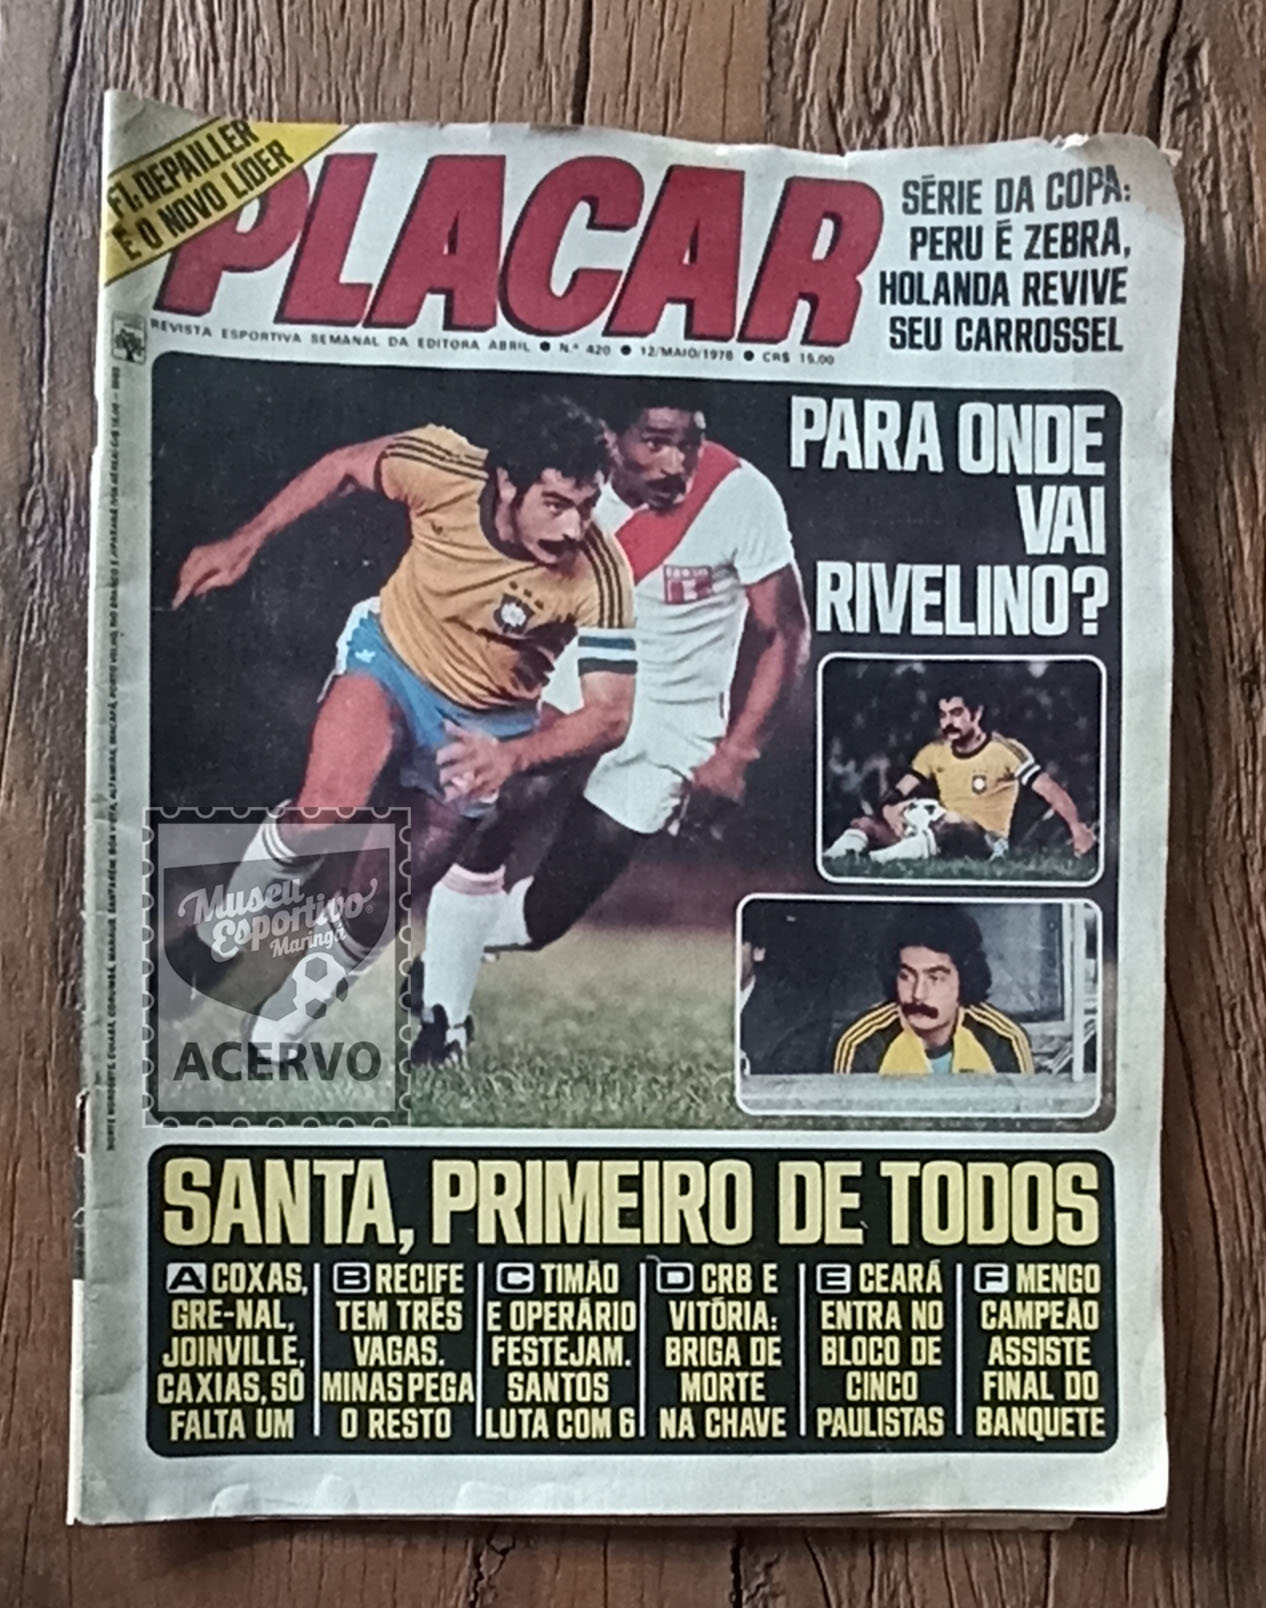 F1, DEPAILLER
É O NOVO LÍDER
PLACAR
SÉRIE DA COPA:
PERU É ZEBRA,
HOLANDA REVIVE
SEU CARROSSEL
REVISTA ESPORTIVA SEMANAL DA EDITORA ABRIL ● N.º 420 ● 12/MAIO/1978 ● CR$ 15,00
PARA ONDE
VAI
RIVELINO?
Museu
Esportivo
Maringá
ACERVO
SANTA, PRIMEIRO DE TODOS
A COXAS,
GRE-NAL,
JOINVILLE,
CAXIAS, SÓ
FALTA UM
B RECIFE
TEM TRÊS
VAGAS.
MINAS PEGA
O RESTO
C TIMÃO
E OPERÁRIO
FESTEJAM.
SANTOS
LUTA COM 6
D CRB E
VITÓRIA:
BRIGA DE
MORTE
NA CHAVE
E CEARÁ
ENTRA NO
BLOCO DE
CINCO
PAULISTAS
F MENGO
CAMPEÃO
ASSISTE
FINAL DO
BANQUETE